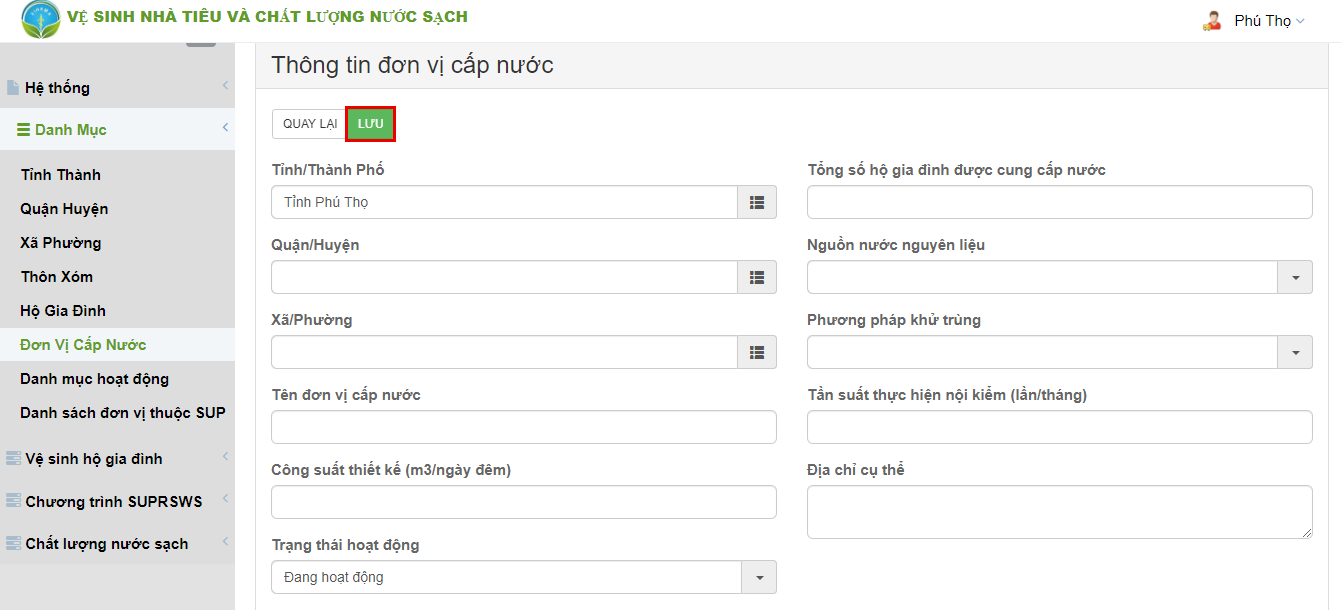 VỆ SINH NHÀ TIÊU VÀ CHẤT LƯỢNG NƯỚC SẠCH
Phú Thọ
Hệ thống
Danh Mục
Tỉnh Thành
Quận Huyện
Xã Phường
Thôn Xóm
Hộ Gia Đình
Đơn Vị Cấp Nước
Danh mục hoạt động
Danh sách đơn vị thuộc SUP
Vệ sinh hộ gia đình
Chương trình SUPRSWS
Chất lượng nước sạch
Thông tin đơn vị cấp nước
QUAY LẠI LƯU
Tỉnh/Thành Phố
Tỉnh Phú Thọ
Quận/Huyện
Xã/Phường
Tên đơn vị cấp nước
Công suất thiết kế (m3/ngày đêm)
Trạng thái hoạt động
Đang hoạt động
Tổng số hộ gia đình được cung cấp nước
Nguồn nước nguyên liệu
Phương pháp khử trùng
Tần suất thực hiện nội kiểm (lần/tháng)
Địa chỉ cụ thể